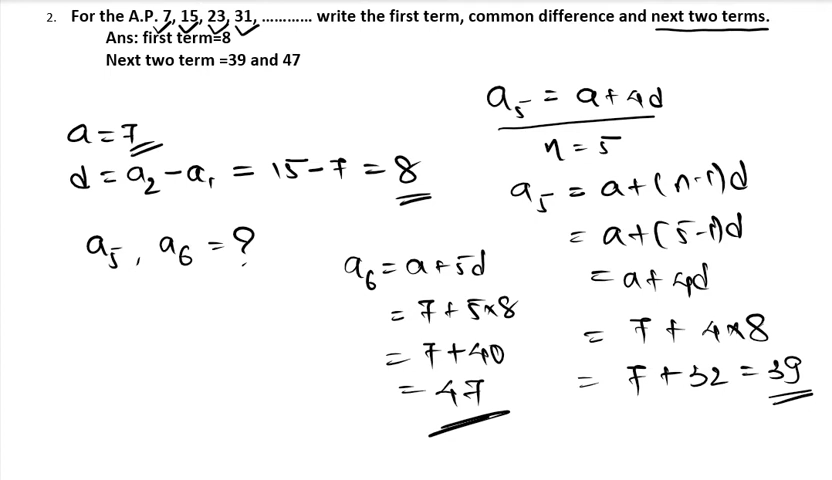 2. For the A.P. 7, 15, 23, 31, ............ write the first term, common difference and next two terms.
Ans: first term=8
Next two term =39 and 47
a = 7
d = a₂ - a₁ = 15 - 7 = 8
a₅ , a₆ = ?
a₆ = a + 5d
= 7 + 5×8
= 7 + 40
= 47
a₅ = a + 4d
n = 5
a₅ = a + (n-1)d
= a + (5-1)d
= a + 4d
= 7 + 4×8
= 7 + 32 = 39